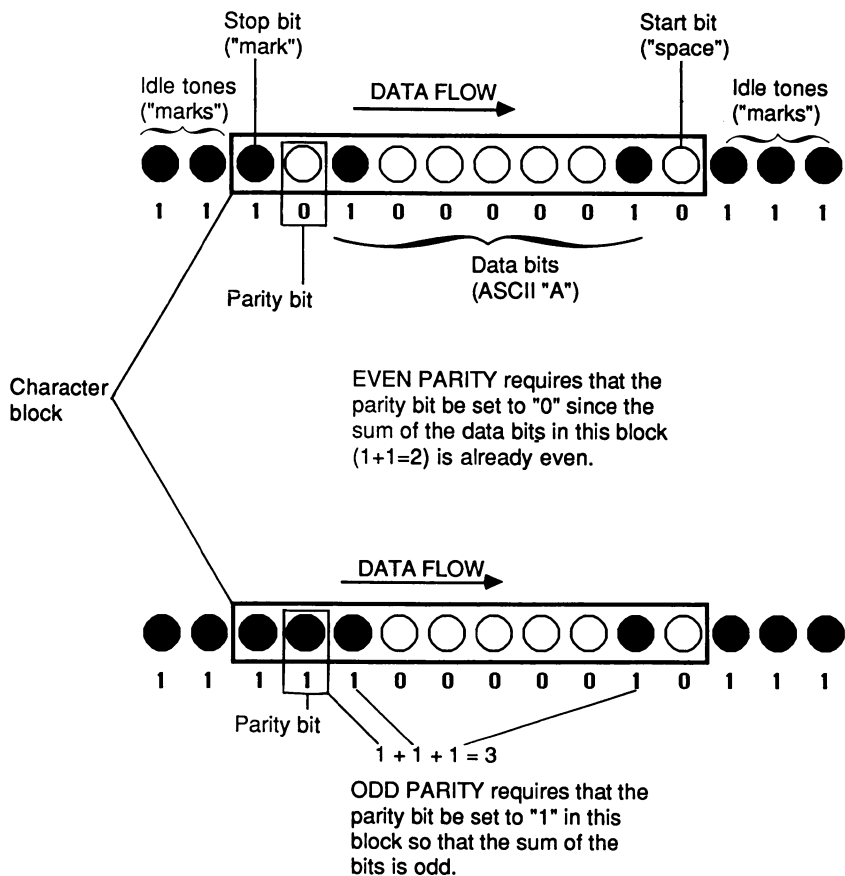 Stop bit
("mark")
Start bit
("space")
Idle tones
("marks")
DATA FLOW
Idle tones
("marks")
1 1 1 0 1 0 0 0 0 0 1 0 1 1 1
Data bits
(ASCII "A")
Parity bit
Character
block
EVEN PARITY requires that the
parity bit be set to "0" since the
sum of the data bits in this block
(1+1=2) is already even.
DATA FLOW
1 1 1 1 1 0 0 0 0 0 1 0 1 1 1
Parity bit
1 + 1 + 1 = 3
ODD PARITY requires that the
parity bit be set to "1" in this
block so that the sum of the
bits is odd.